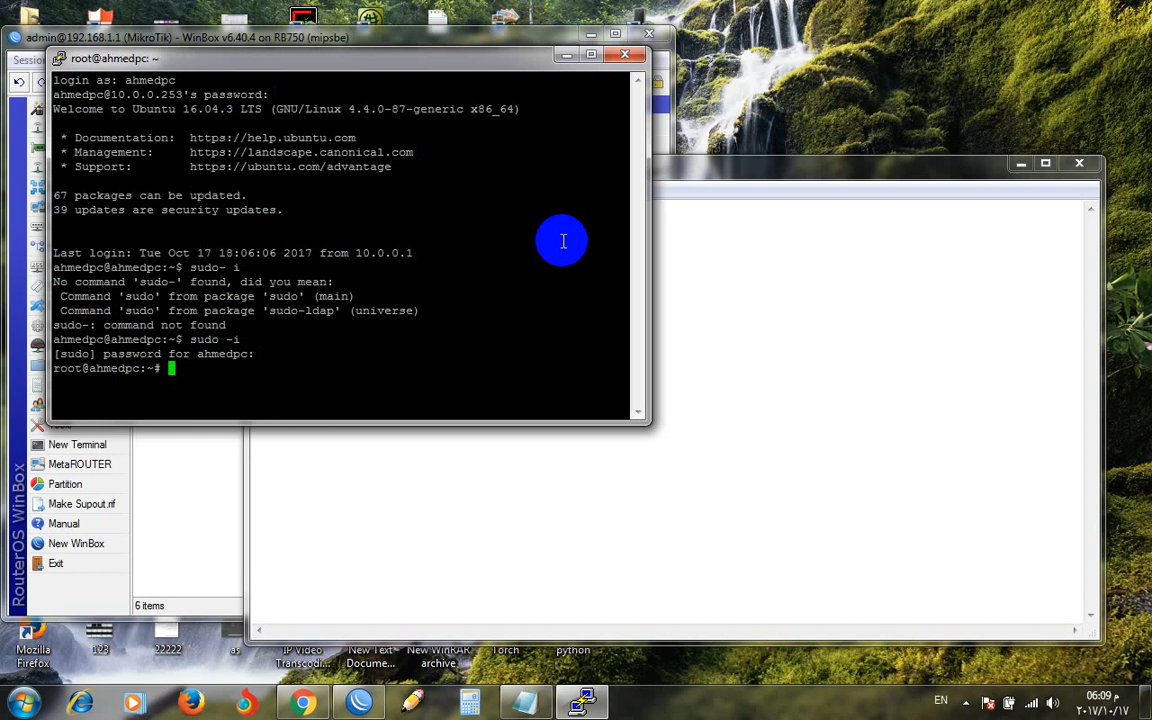 admin@192.168.1.1 (MikroTik) - WinBox v6.40.4 on RB750 (mipsbe)
root@ahmedpc: ~
login as: ahmedpc
ahmedpc@10.0.0.253's password:
Welcome to Ubuntu 16.04.3 LTS (GNU/Linux 4.4.0-87-generic x86_64)
* Documentation: https://help.ubuntu.com
* Management: https://landscape.canonical.com
* Support: https://ubuntu.com/advantage
67 packages can be updated.
39 updates are security updates.
Last login: Tue Oct 17 18:06:06 2017 from 10.0.0.1
ahmedpc@ahmedpc:~$ sudo- i
No command 'sudo-' found, did you mean:
Command 'sudo' from package 'sudo' (main)
Command 'sudo' from package 'sudo-ldap' (universe)
sudo-: command not found
ahmedpc@ahmedpc:~$ sudo -i
[sudo] password for ahmedpc:
root@ahmedpc:~#
New Terminal
MetaROUTER
Partition
Make Supout.rif
Manual
New WinBox
Exit
RouterOS WinBox
6 items
Mozilla Firefox
123
22222
as
IP Video Transcodi...
New Text Docume...
New WinRAR archive
Torch
python
EN
06:09 م
٢٠١٧/١٠/١٧